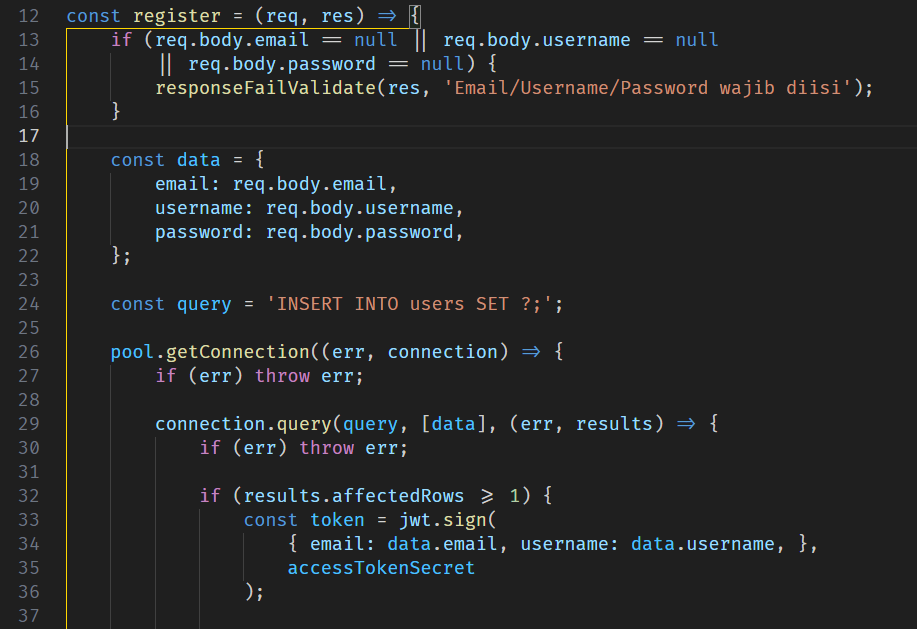 12 const register = (req, res) => {
13     if (req.body.email == null || req.body.username == null
14         || req.body.password == null) {
15         responseFailValidate(res, 'Email/Username/Password wajib diisi');
16     }
17
18     const data = {
19         email: req.body.email,
20         username: req.body.username,
21         password: req.body.password,
22     };
23
24     const query = 'INSERT INTO users SET ?;';
25
26     pool.getConnection((err, connection) => {
27         if (err) throw err;
28
29         connection.query(query, [data], (err, results) => {
30             if (err) throw err;
31
32             if (results.affectedRows >= 1) {
33                 const token = jwt.sign(
34                     { email: data.email, username: data.username, },
35                     accessTokenSecret
36                 );
37